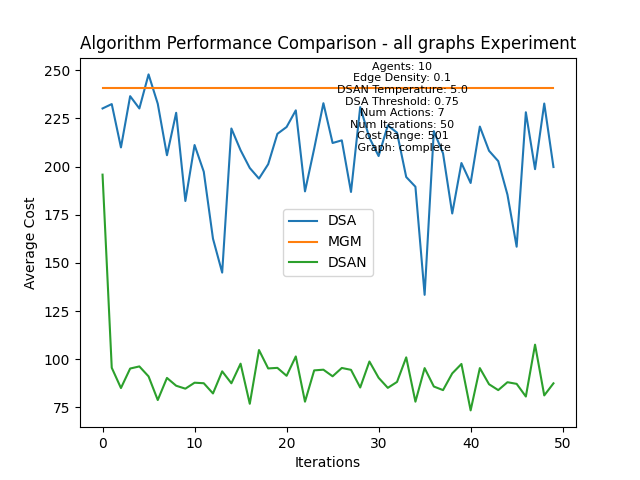 Algorithm Performance Comparison - all graphs Experiment
Agents: 10
Edge Density: 0.1
DSAN Temperature: 5.0
DSA Threshold: 0.75
Num Actions: 7
Num Iterations: 50
Cost Range: 501
Graph: complete
250
225
200
175
150
125
100
75
Average Cost
DSA
MGM
DSAN
0
10
20
30
40
50
Iterations